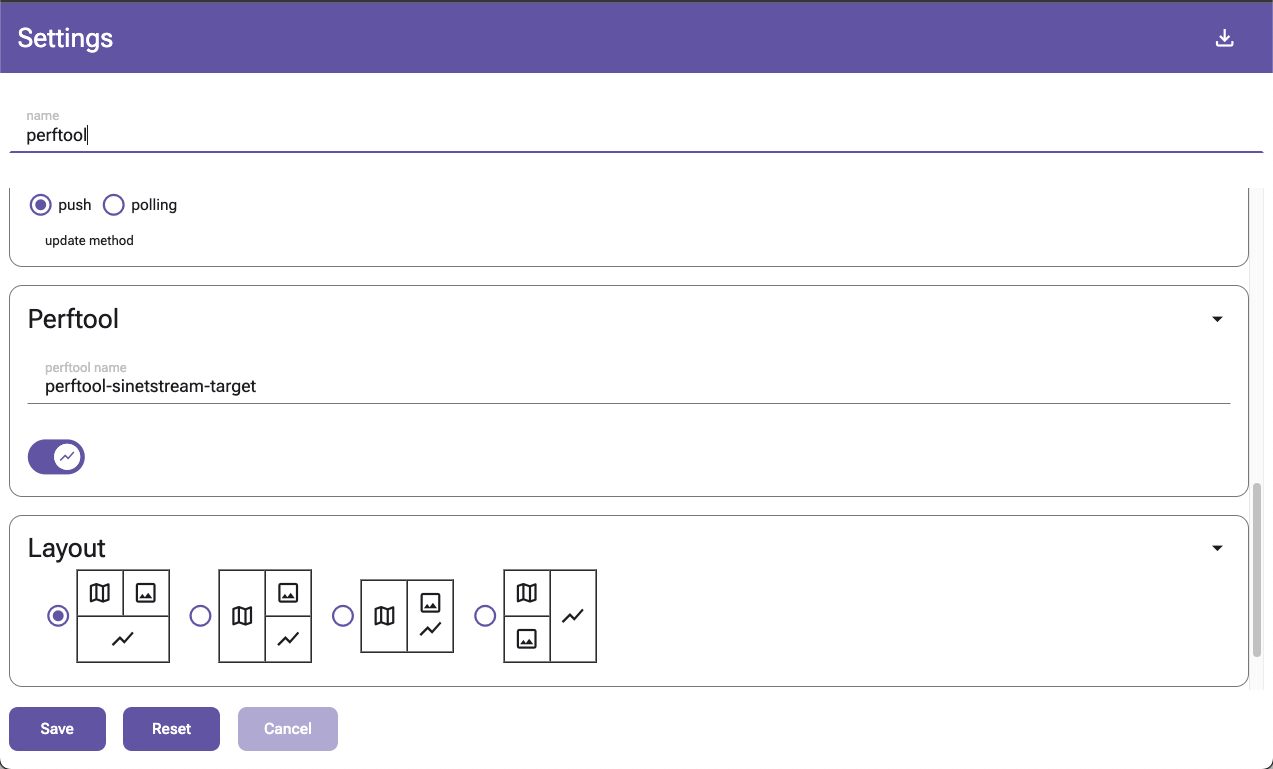 Settings
name
perftool
push polling
update method
Perftool
perftool name
perftool-sinetstream-target
Layout
Save Reset Cancel